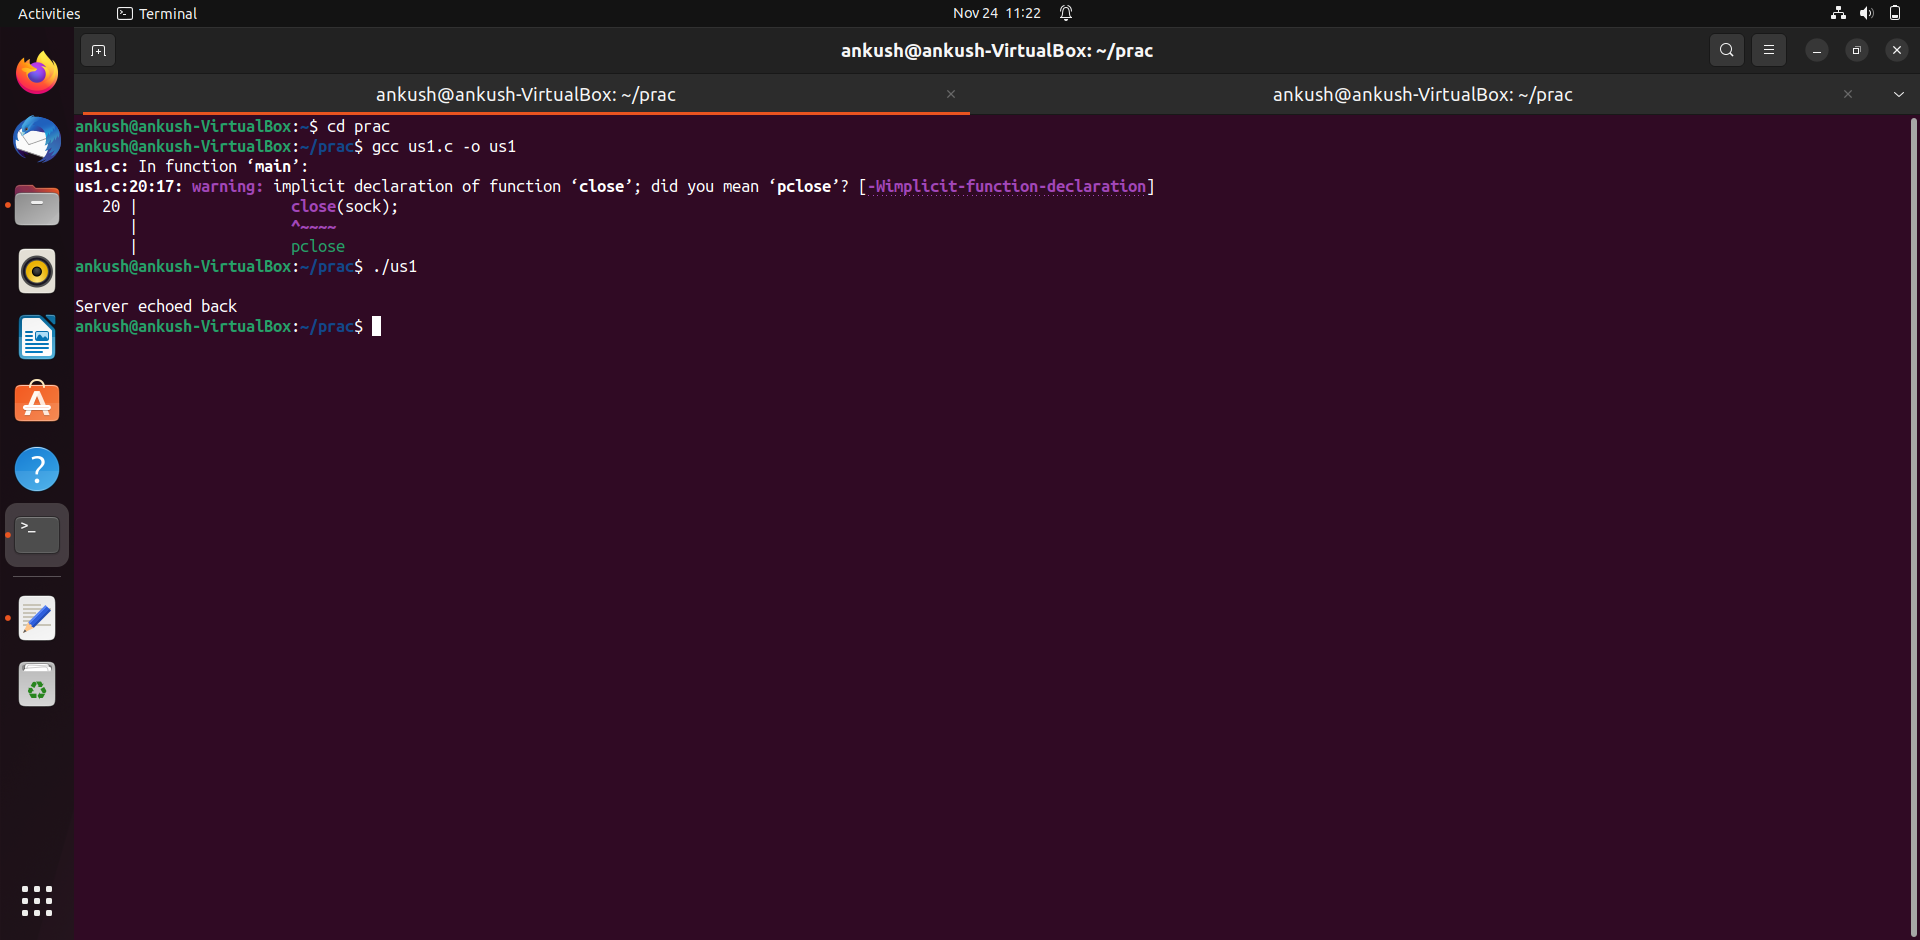 Activities
Terminal
Nov 24 11:22
ankush@ankush-VirtualBox: ~/prac
ankush@ankush-VirtualBox: ~/prac
ankush@ankush-VirtualBox: ~/prac
ankush@ankush-VirtualBox:~$ cd prac
ankush@ankush-VirtualBox:~/prac$ gcc us1.c -o us1
us1.c: In function ‘main’:
us1.c:20:17: warning: implicit declaration of function ‘close’; did you mean ‘pclose’? [-Wimplicit-function-declaration]
   20 |                 close(sock);
      |                 ^~~~~
      |                 pclose
ankush@ankush-VirtualBox:~/prac$ ./us1
Server echoed back
ankush@ankush-VirtualBox:~/prac$